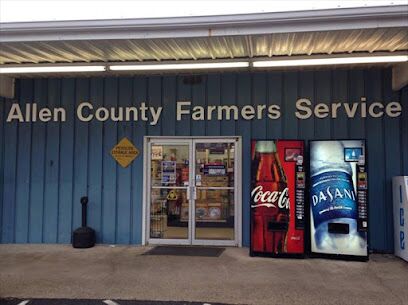 Allen County Farmers Service
Coca-Cola
DASANI